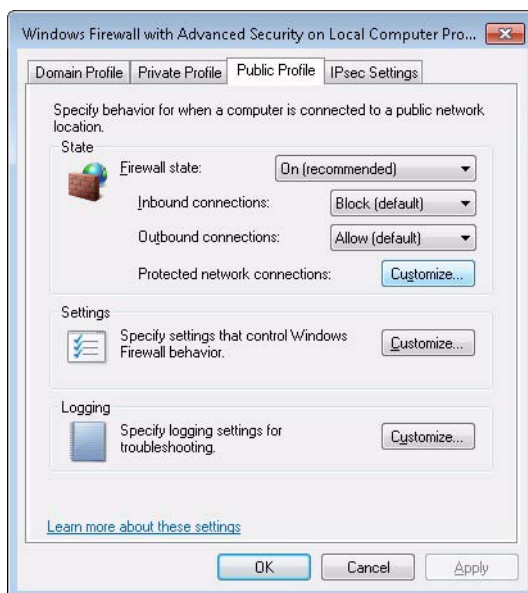 Windows Firewall with Advanced Security on Local Computer Pro...
Domain Profile Private Profile Public Profile IPsec Settings
Specify behavior for when a computer is connected to a public network
location.
State
Firewall state: On (recommended)
Inbound connections: Block (default)
Outbound connections: Allow (default)
Protected network connections: Customize...
Settings
Specify settings that control Windows
Firewall behavior.
Customize...
Logging
Specify logging settings for
troubleshooting.
Customize...
Learn more about these settings
OK Cancel Apply